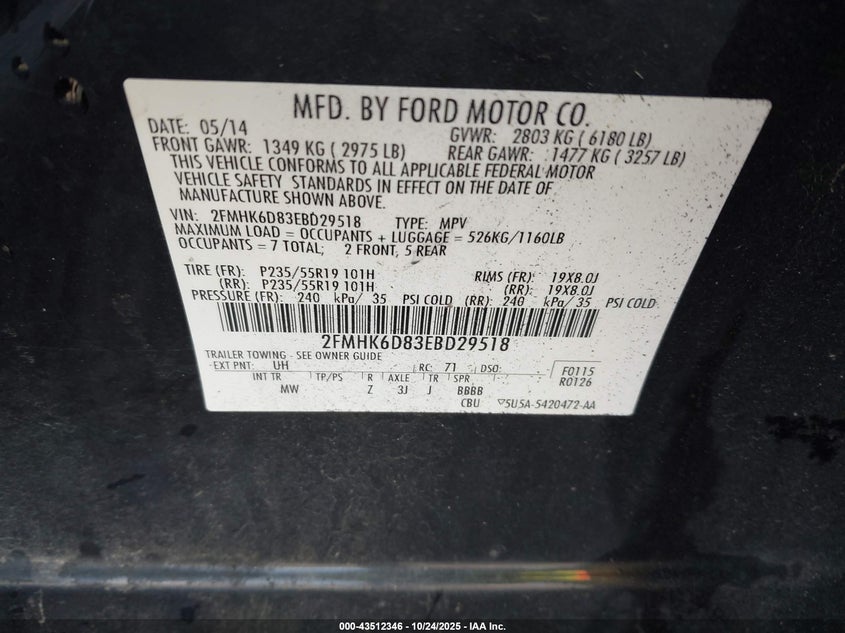 MFD. BY FORD MOTOR CO.
DATE: 05/14 GVWR: 2803 KG ( 6180 LB)
FRONT GAWR: 1349 KG ( 2975 LB) REAR GAWR: 1477 KG ( 3257 LB)
THIS VEHICLE CONFORMS TO ALL APPLICABLE FEDERAL MOTOR
VEHICLE SAFETY STANDARDS IN EFFECT ON THE DATE OF
MANUFACTURE SHOWN ABOVE.
VIN: 2FMHK6D83EBD29518 TYPE: MPV
MAXIMUM LOAD = OCCUPANTS + LUGGAGE = 526KG/1160LB
OCCUPANTS = 7 TOTAL; 2 FRONT, 5 REAR
TIRE (FR): P235/55R19 101H RIMS (FR): 19X8.0J
(RR): P235/55R19 101H (RR): 19X8.0J
PRESSURE (FR): 240 kPa/ 35 PSI COLD (RR): 240 kPa/ 35 PSI COLD
2FMHK6D83EBD29518
TRAILER TOWING - SEE OWNER GUIDE
EXT PNT: UH RC: 71 DSO: F0115
R0126
INT TR TP/PS R AXLE TR SPR
MW Z 3J J BBBB
CBU 5U5A-5420472-AA
000-43512346 | 10/24/2025 | IAA Inc.